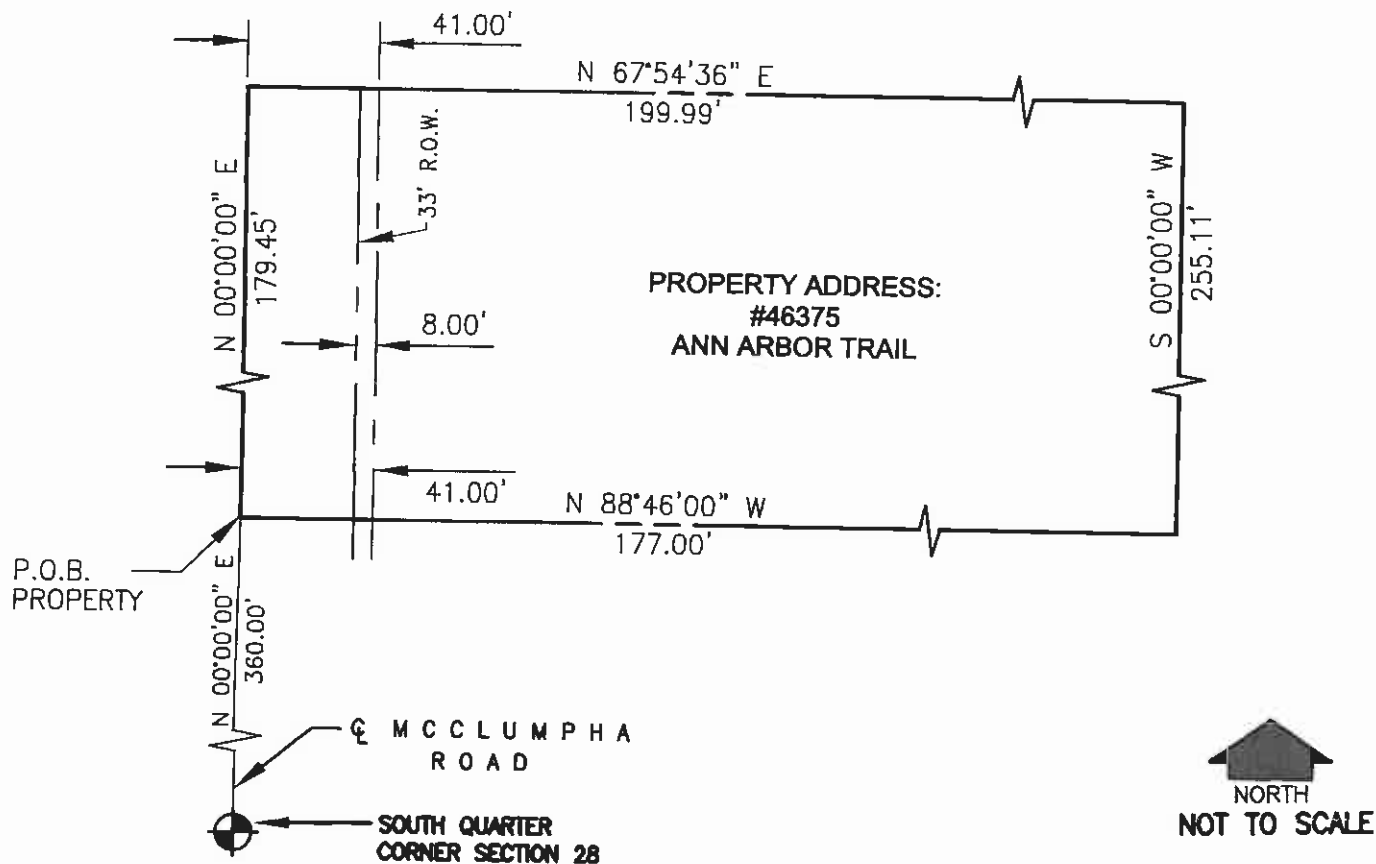 41.00'
N 67°54'36" E
199.99'
N 00°00'00" E
179.45'
33' R.O.W.
S 00°00'00" W
255.11'
PROPERTY ADDRESS:
#46375
ANN ARBOR TRAIL
8.00'
41.00'
N 88°46'00" W
177.00'
P.O.B.
PROPERTY
N 00°00'00" E
360.00'
℄ MCCLUMPHA
ROAD
SOUTH QUARTER
CORNER SECTION 28
NORTH
NOT TO SCALE